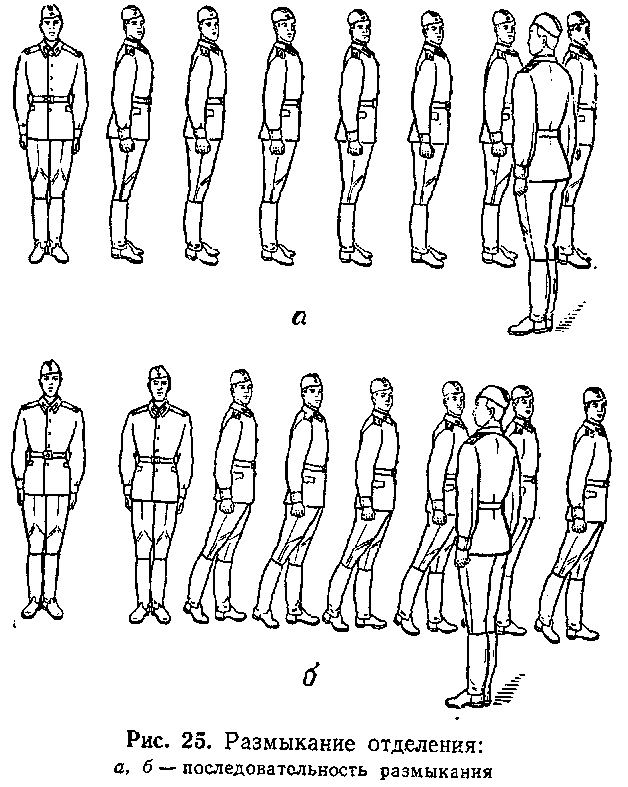 а
б
Рис. 25. Размыкание отделения:
а, б — последовательность размыкания